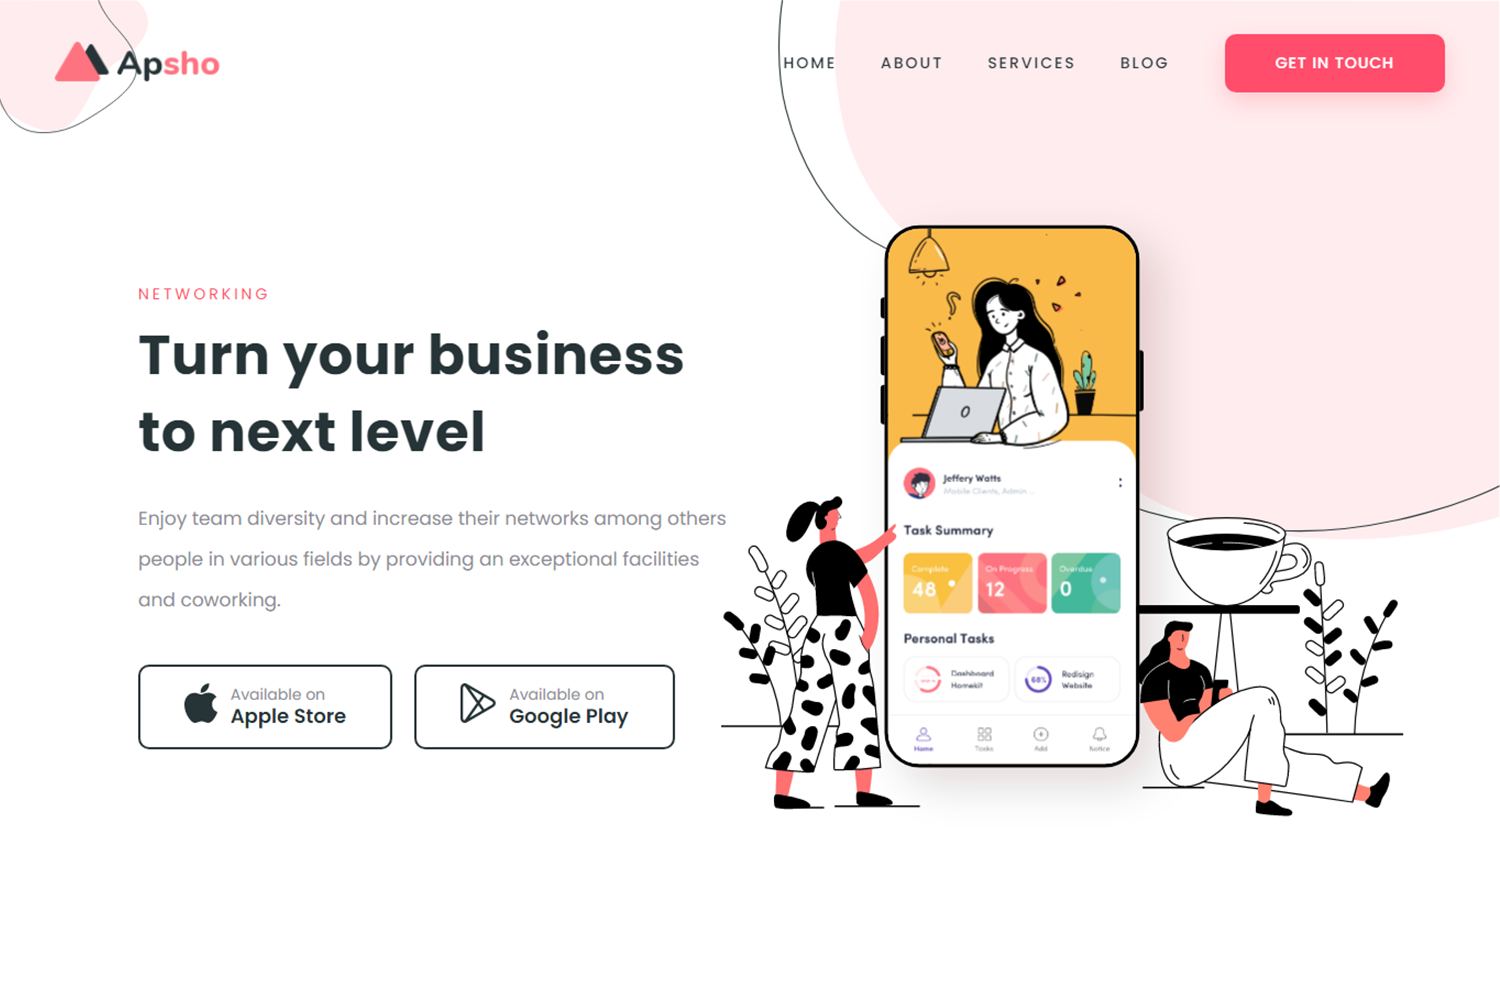 Apsho
HOME ABOUT SERVICES BLOG GET IN TOUCH
NETWORKING
Turn your business
to next level
Enjoy team diversity and increase their networks among others
people in various fields by providing an exceptional facilities
and coworking.
Available on
Apple Store
Available on
Google Play
Jeffery Watts
Mobile Clients, Admin ...
Task Summary
Complete
48
On Progress
12
Overdue
0
Personal Tasks
Dashboard
Homekit
68%
Redisign
Website
Home Tasks Add Notice